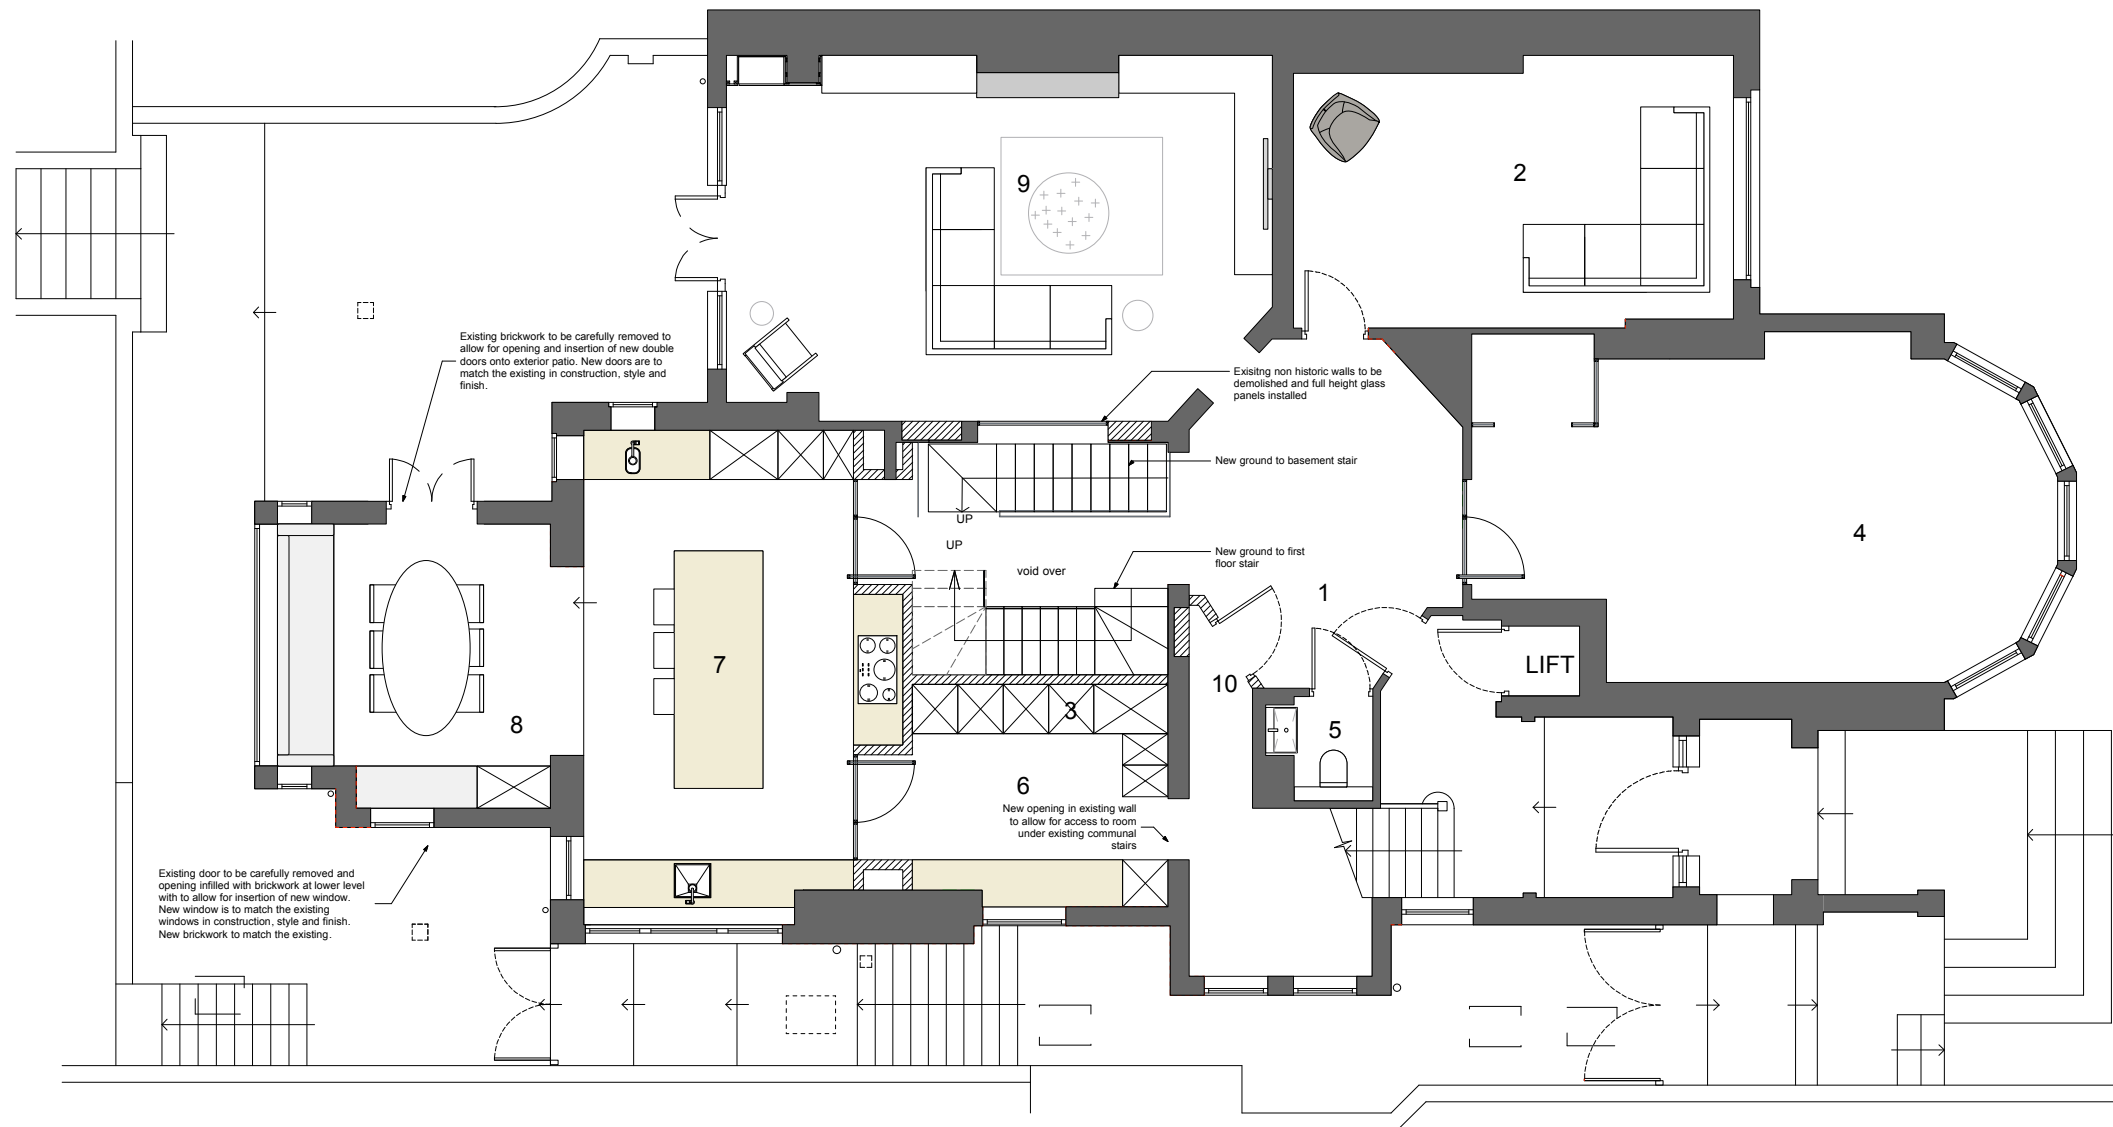 9
2
Existing brickwork to be carefully removed to
allow for opening and insertion of new double
doors onto exterior patio. New doors are to
match the existing in construction, style and
finish.
Exisitng non historic walls to be
demolished and full height glass
panels installed
New ground to basement stair
UP
UP
void over
New ground to first
floor stair
4
1
7
LIFT
10
3
8
5
6
New opening in existing wall
to allow for access to room
under existing communal
stairs
Existing door to be carefully removed and
opening infilled with brickwork at lower level
with to allow for insertion of new window.
New window is to match the existing
windows in construction, style and finish.
New brickwork to match the existing.